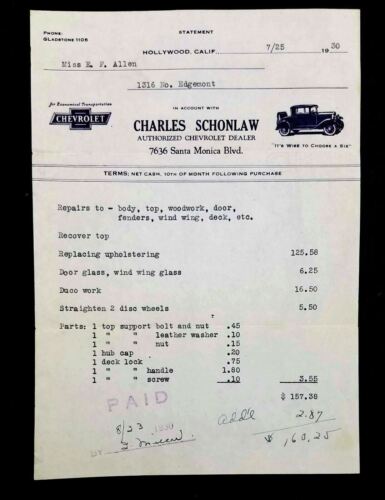 PHONE:
GLADSTONE 1106
STATEMENT
HOLLYWOOD, CALIF. 7/25 1930
Miss E. F. Allen
1316 No. Edgemont
for Economical Transportation
CHEVROLET
IN ACCOUNT WITH
CHARLES SCHONLAW
AUTHORIZED CHEVROLET DEALER
7636 Santa Monica Blvd.
"IT'S WISE TO CHOOSE A SIX"
TERMS: NET CASH, 10TH OF MONTH FOLLOWING PURCHASE
Repairs to - body, top, woodwork, door,
fenders, wind wing, deck, etc.
Recover top
Replacing upholstering 125.58
Door glass, wind wing glass 6.25
Duco work 16.50
Straighten 2 disc wheels 5.50
Parts: 1 top support bolt and nut .45
1 " " leather washer .10
1 " " nut .15
1 hub cap .20
1 deck lock .75
1 " " handle 1.80
1 " " screw .10 3.55
$ 157.38
PAID
Add'l 2.87
8/23 1930
$ 160.25
BY